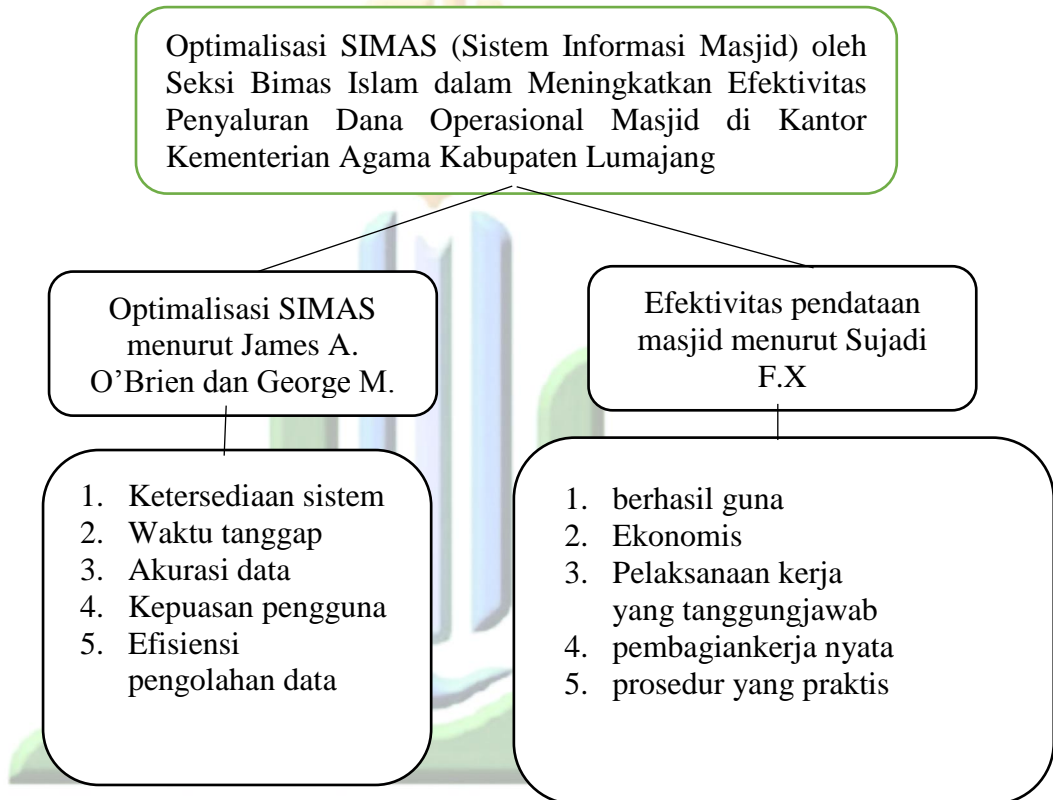 Optimalisasi SIMAS (Sistem Informasi Masjid) oleh
Seksi Bimas Islam dalam Meningkatkan Efektivitas
Penyaluran Dana Operasional Masjid di Kantor
Kementerian Agama Kabupaten Lumajang
Optimalisasi SIMAS
menurut James A.
O’Brien dan George M.
Efektivitas pendataan
masjid menurut Sujadi
F.X
1. Ketersediaan sistem
2. Waktu tanggap
3. Akurasi data
4. Kepuasan pengguna
5. Efisiensi
pengolahan data
1. berhasil guna
2. Ekonomis
3. Pelaksanaan kerja
yang tanggungjawab
4. pembagiankerja nyata
5. prosedur yang praktis